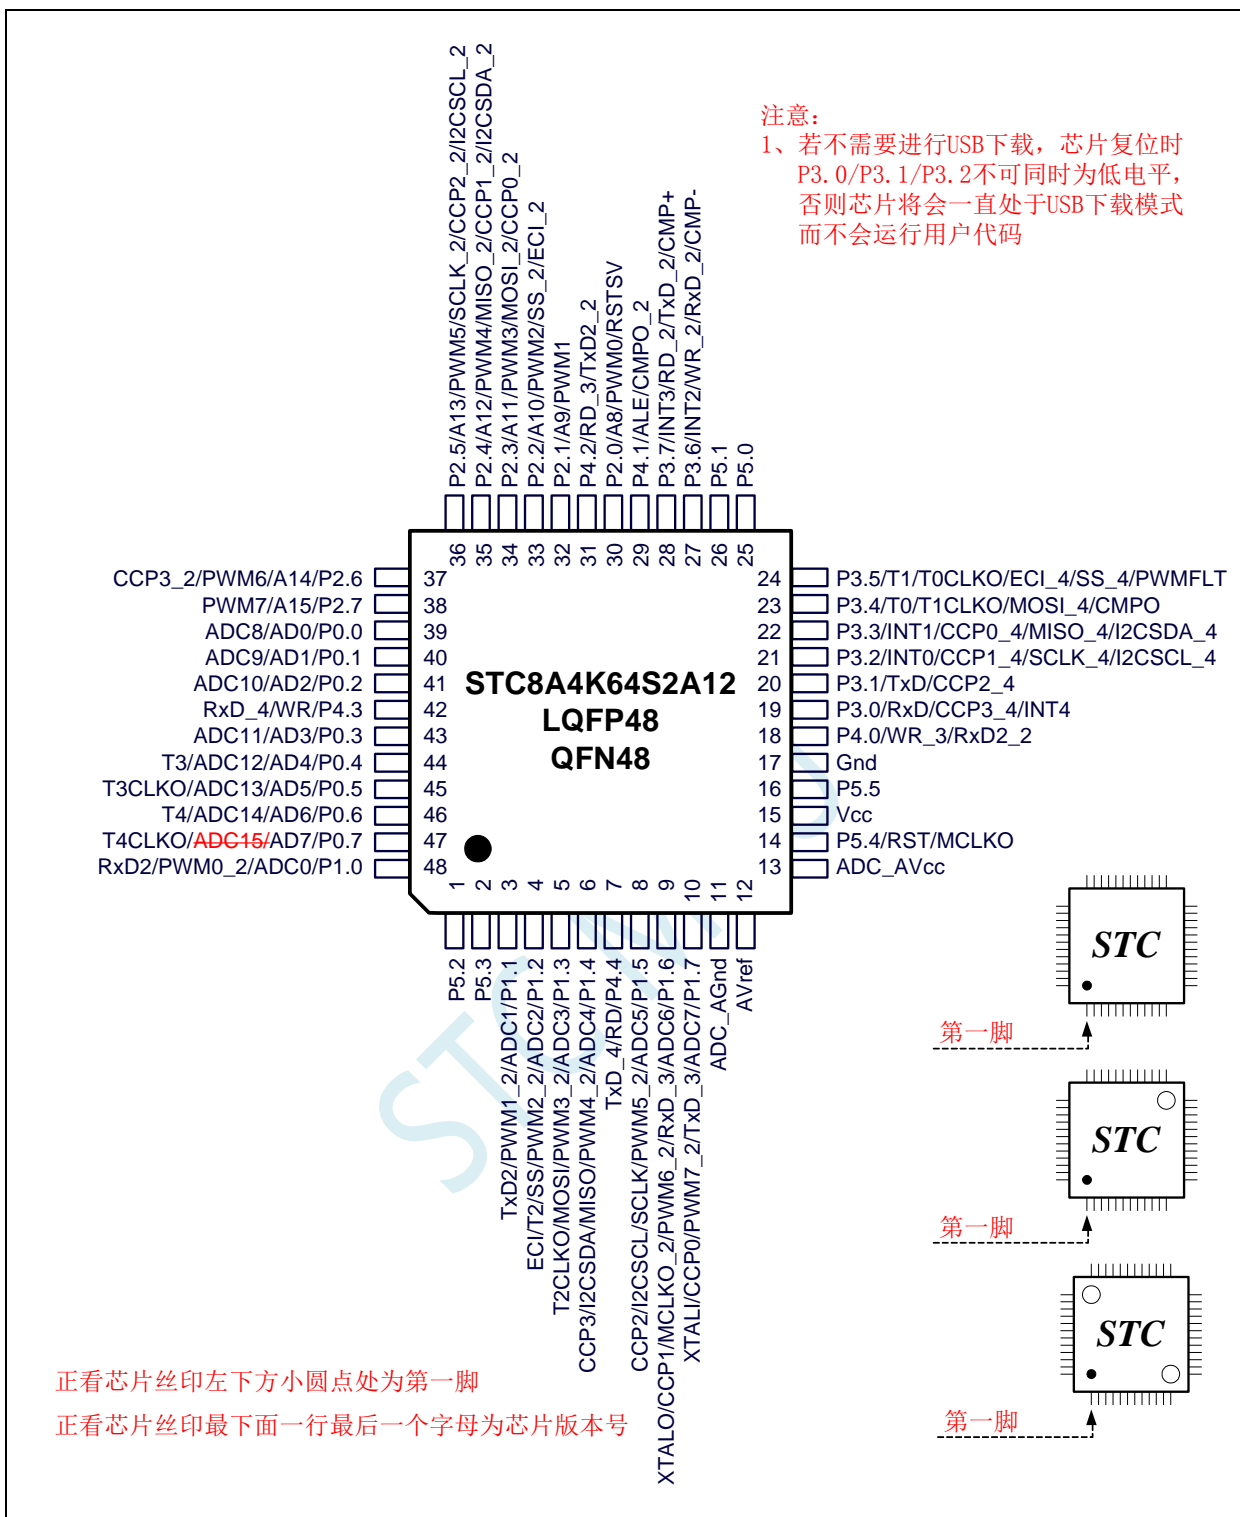 P2.5/A13/PWM5/SCLK_2/CCP2_2/I2CSCL_2
P2.4/A12/PWM4/MISO_2/CCP1_2/I2CSDA_2
P2.3/A11/PWM3/MOSI_2/CCP0_2
P2.2/A10/PWM2/SS_2/ECI_2
P2.1/A9/PWM1
P4.2/RD_3/TxD2_2
P2.0/A8/PWM0/RSTSV
P4.1/ALE/CMPO_2
P3.7/INT3/RD_2/TxD_2/CMP+
P3.6/INT2/WR_2/RxD_2/CMP-
P5.1
P5.0
注意：
1、若不需要进行USB下载，芯片复位时
P3.0/P3.1/P3.2不可同时为低电平，
否则芯片将会一直处于USB下载模式
而不会运行用户代码
36 35 34 33 32 31 30 29 28 27 26 25
CCP3_2/PWM6/A14/P2.6 37
PWM7/A15/P2.7 38
ADC8/AD0/P0.0 39
ADC9/AD1/P0.1 40
ADC10/AD2/P0.2 41
RxD_4/WR/P4.3 42
ADC11/AD3/P0.3 43
T3/ADC12/AD4/P0.4 44
T3CLKO/ADC13/AD5/P0.5 45
T4/ADC14/AD6/P0.6 46
T4CLKO/ADC15/AD7/P0.7 47
RxD2/PWM0_2/ADC0/P1.0 48
STC8A4K64S2A12
LQFP48
QFN48
24 P3.5/T1/T0CLKO/ECI_4/SS_4/PWMFLT
23 P3.4/T0/T1CLKO/MOSI_4/CMPO
22 P3.3/INT1/CCP0_4/MISO_4/I2CSDA_4
21 P3.2/INT0/CCP1_4/SCLK_4/I2CSCL_4
20 P3.1/TxD/CCP2_4
19 P3.0/RxD/CCP3_4/INT4
18 P4.0/WR_3/RxD2_2
17 Gnd
16 P5.5
15 Vcc
14 P5.4/RST/MCLKO
13 ADC_AVcc
1 2 3 4 5 6 7 8 9 10 11 12
P5.2
P5.3
TxD2/PWM1_2/ADC1/P1.1
ECI/T2/SS/PWM2_2/ADC2/P1.2
T2CLKO/MOSI/PWM3_2/ADC3/P1.3
CCP3/I2CSDA/MISO/PWM4_2/ADC4/P1.4
TxD_4/RD/P4.4
CCP2/I2CSCL/SCLK/PWM5_2/ADC5/P1.5
XTALO/CCP1/MCLKO_2/PWM6_2/RxD_3/ADC6/P1.6
XTALI/CCP0/PWM7_2/TxD_3/ADC7/P1.7
ADC_AGnd
AVref
STC MCU
STC
第一脚
STC
第一脚
STC
第一脚
正看芯片丝印左下方小圆点处为第一脚
正看芯片丝印最下面一行最后一个字母为芯片版本号